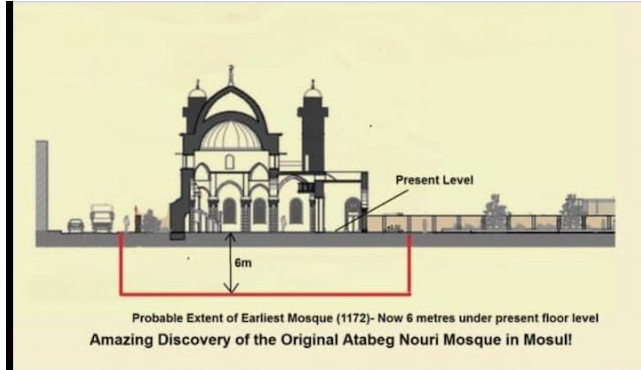 Present Level
6m
Probable Extent of Earliest Mosque (1172)- Now 6 metres under present floor level
Amazing Discovery of the Original Atabeg Nouri Mosque in Mosul!